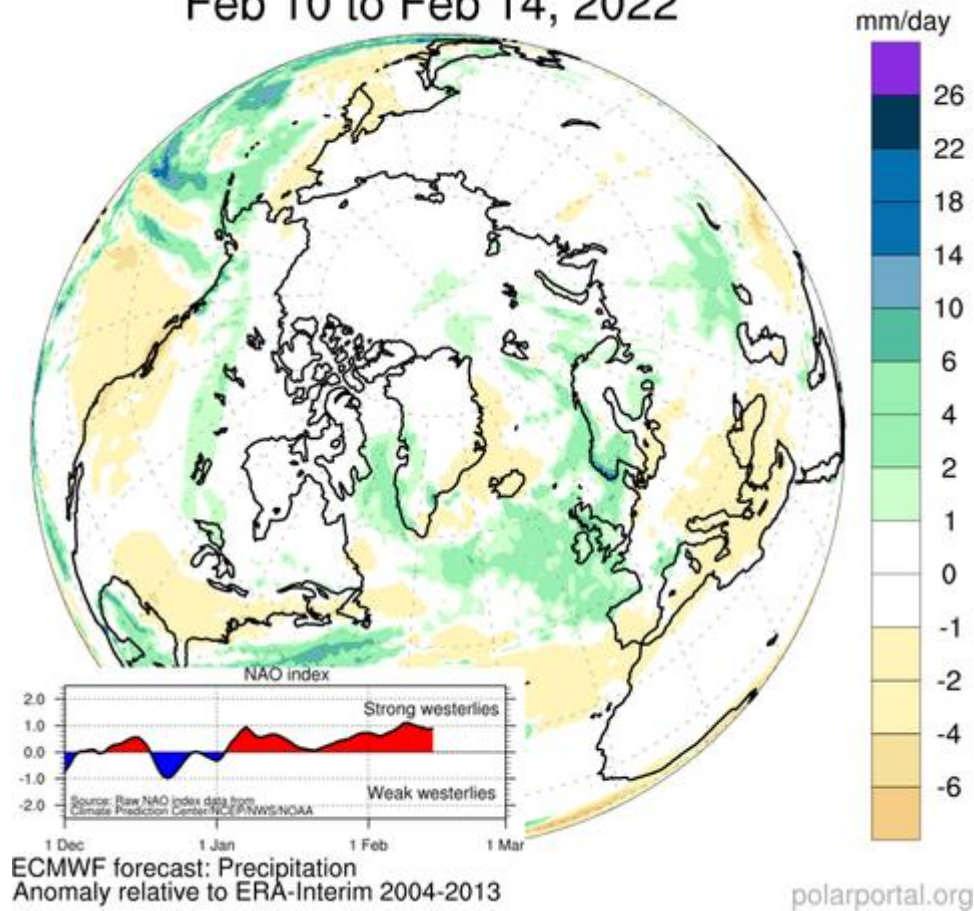 Feb 10 to Feb 14, 2022
mm/day
26
22
18
14
10
6
4
2
1
0
-1
-2
-4
-6
NAO index
2.0
1.0
0.0
-1.0
-2.0
Strong westerlies
Weak westerlies
Source: Raw NAO index data from
Climate Prediction Center/NCEP/NWS/NOAA
1 Dec
1 Jan
1 Feb
1 Mar
ECMWF forecast: Precipitation
Anomaly relative to ERA-Interim 2004-2013
polarportal.org